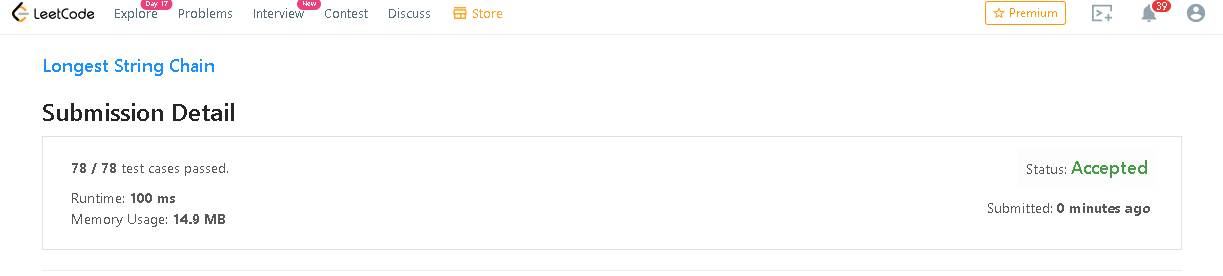 LeetCode Explore Day 17 Problems Interview New Contest Discuss Store Premium 39
Longest String Chain
Submission Detail
78 / 78 test cases passed.
Status: Accepted
Runtime: 100 ms
Submitted: 0 minutes ago
Memory Usage: 14.9 MB